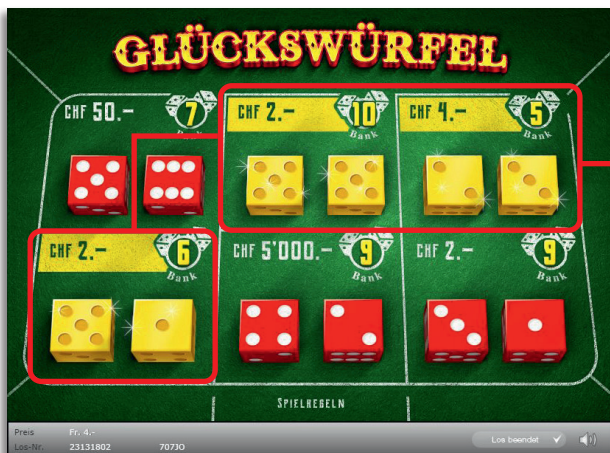 GLÜCKSWÜRFEL
CHF 50.- 7 Bank
CHF 2.- 10 Bank
CHF 4.- 5 Bank
CHF 2.- 6 Bank
CHF 5'000.- 9 Bank
CHF 2.- 9 Bank
SPIELREGELN
Preis Fr. 4.-
Los-Nr. 23131802 70730
Los beendet